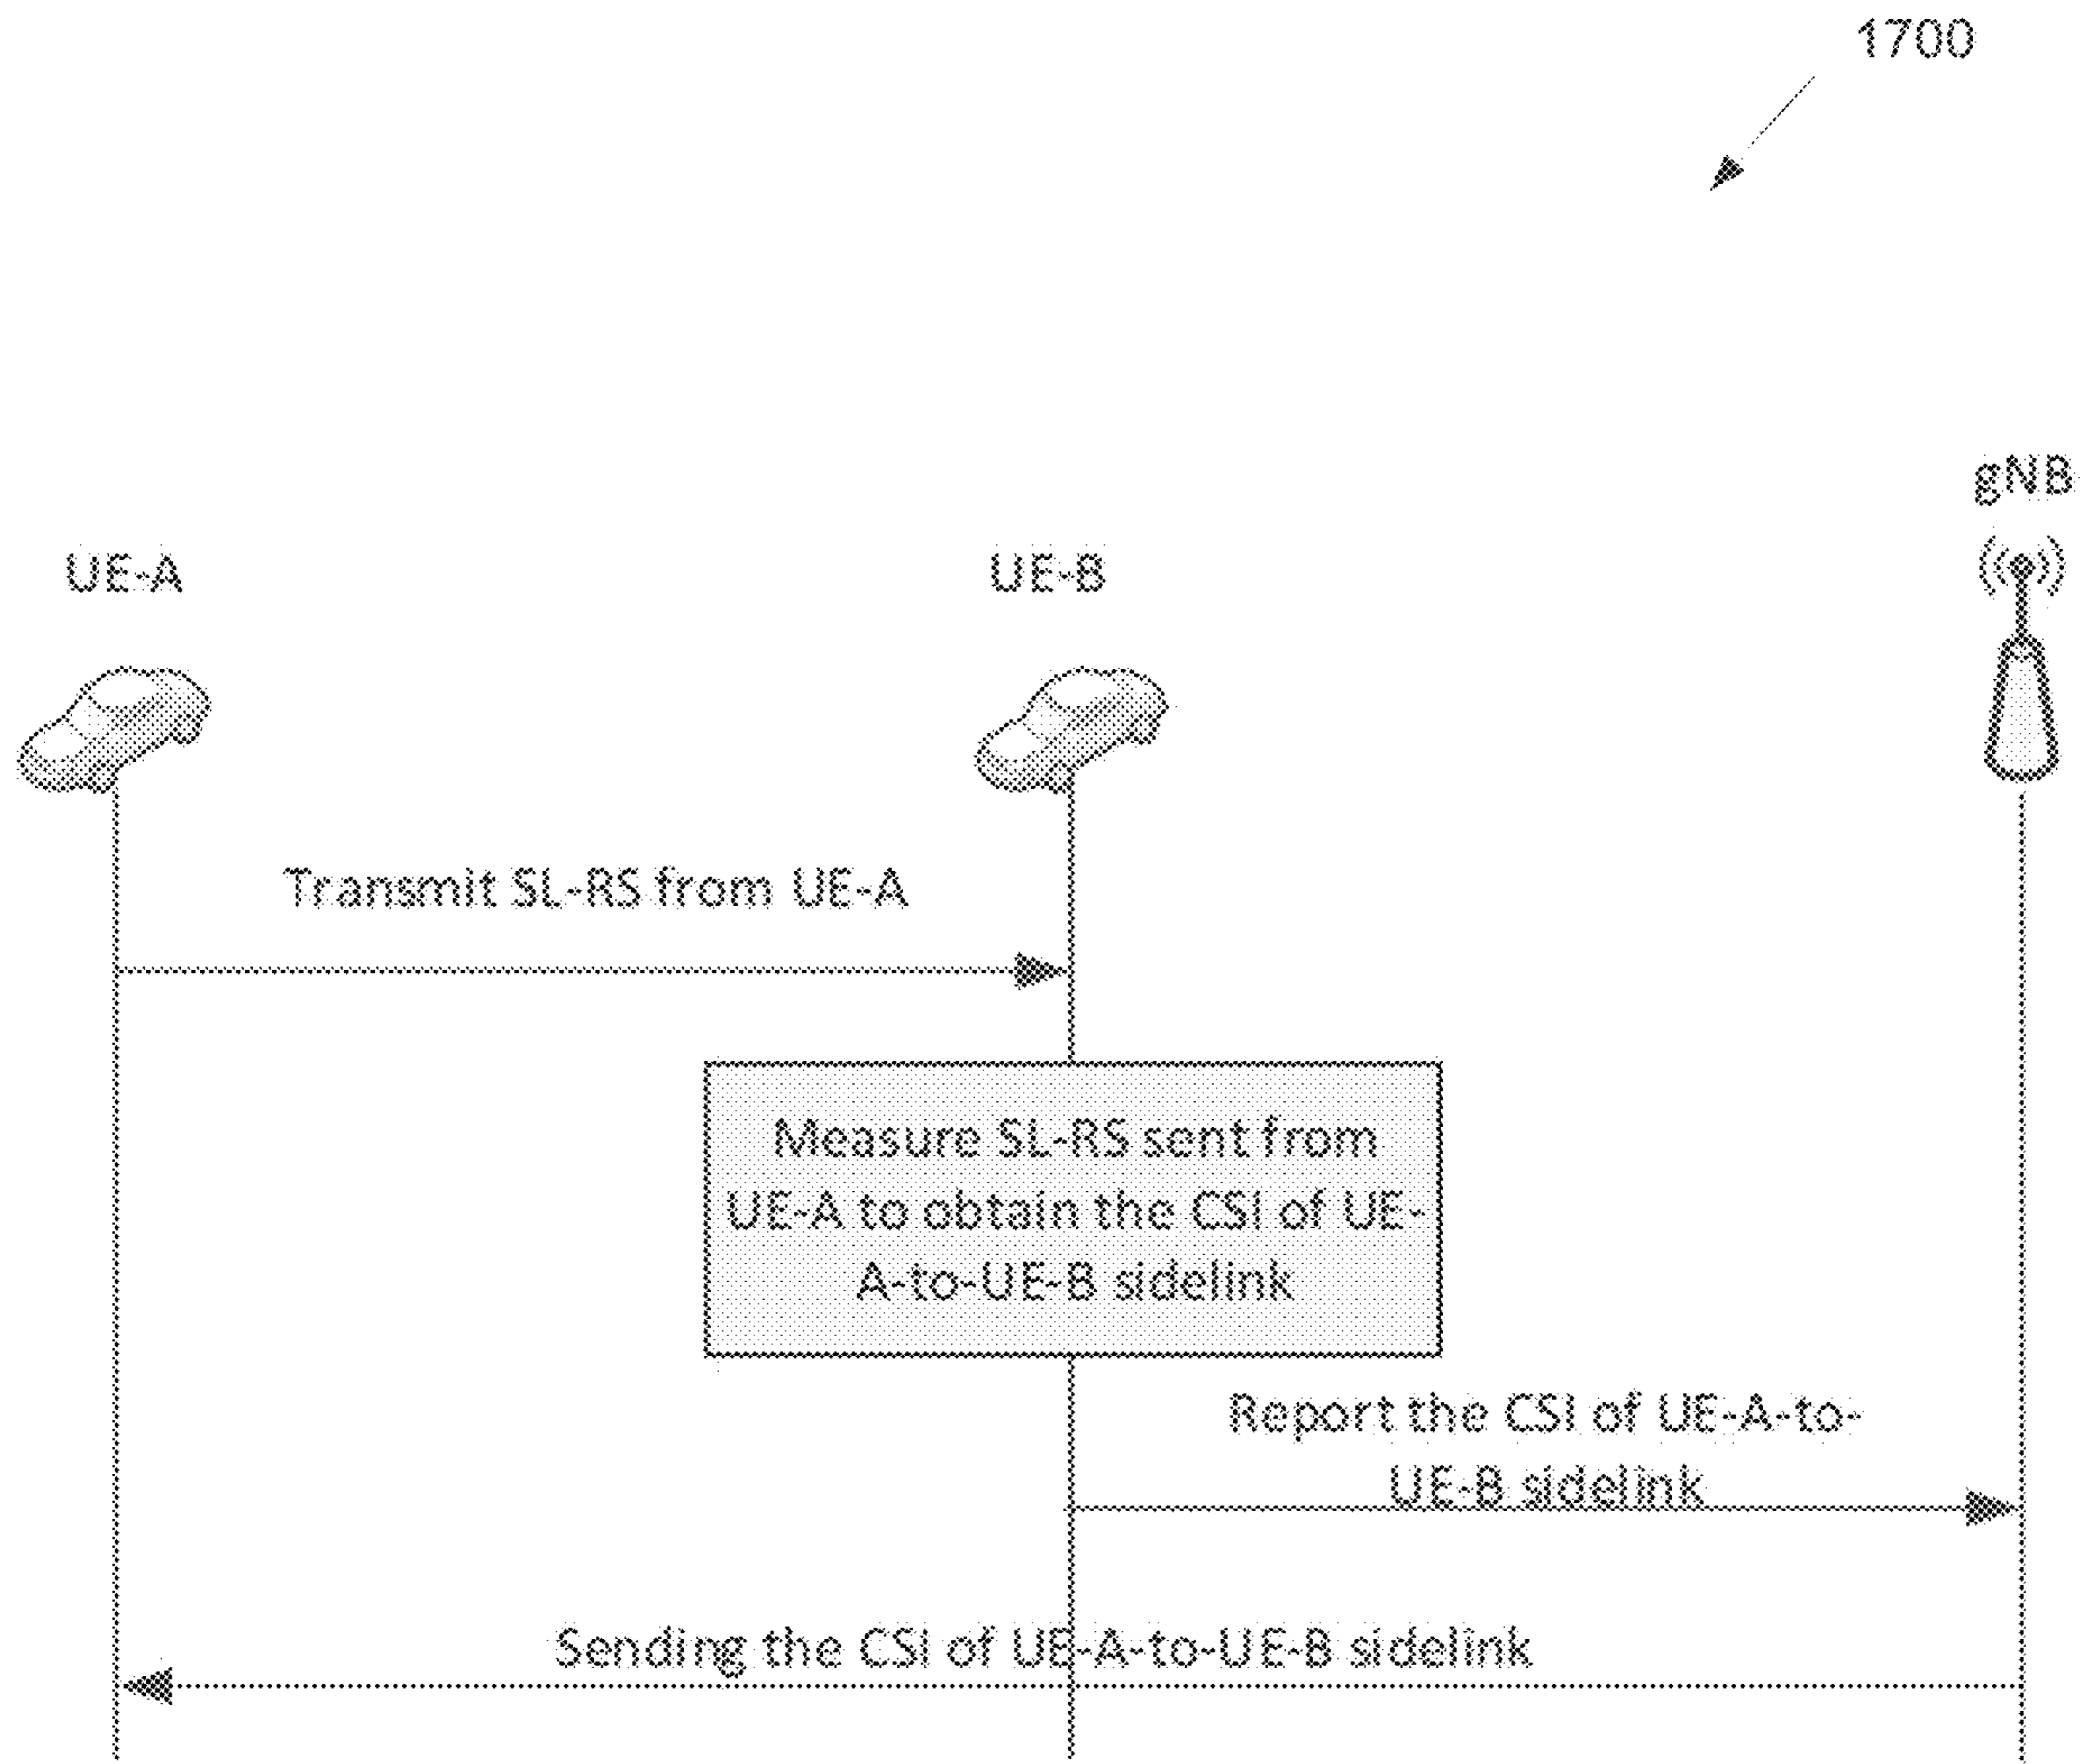 1700
gNB
UE-A
UE-B
Transmit SL-RS from UE-A
Measure SL-RS sent from
UE-A to obtain the CSI of UE-
A-to-UE-B sidelink
Report the CSI of UE-A-to-
UE-B sidelink
Sending the CSI of UE-A-to-UE-B sidelink